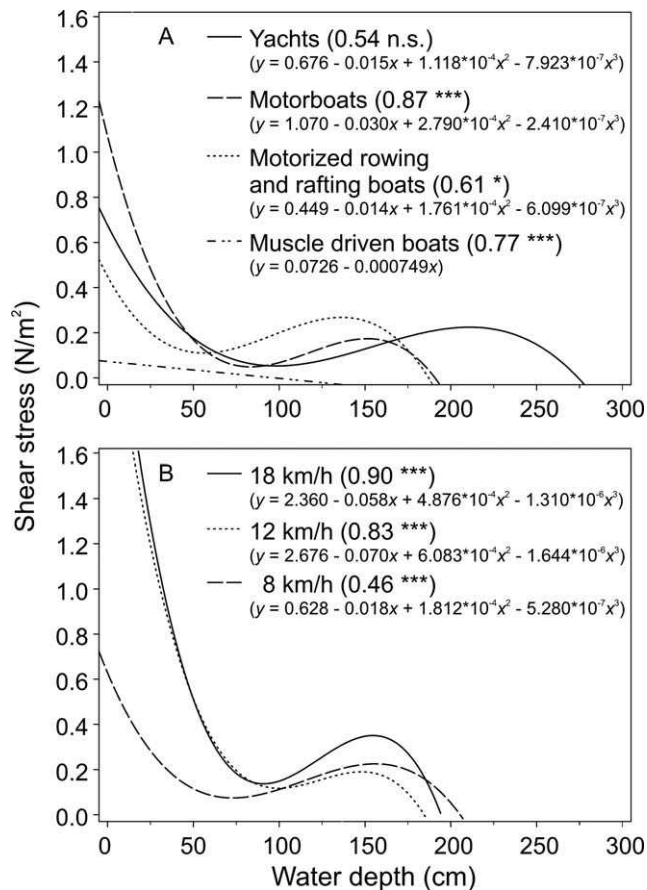 A
Yachts (0.54 n.s.)
(y = 0.676 - 0.015x + 1.118*10⁻⁴x² - 7.923*10⁻⁷x³)
Motorboats (0.87 ***)
(y = 1.070 - 0.030x + 2.790*10⁻⁴x² - 2.410*10⁻⁷x³)
Motorized rowing
and rafting boats (0.61 *)
(y = 0.449 - 0.014x + 1.761*10⁻⁴x² - 6.099*10⁻⁷x³)
Muscle driven boats (0.77 ***)
(y = 0.0726 - 0.000749x)
1.6
1.4
1.2
1.0
0.8
0.6
0.4
0.2
0.0
0 50 100 150 200 250 300
Shear stress (N/m²)
B
18 km/h (0.90 ***)
(y = 2.360 - 0.058x + 4.876*10⁻⁴x² - 1.310*10⁻⁶x³)
12 km/h (0.83 ***)
(y = 2.676 - 0.070x + 6.083*10⁻⁴x² - 1.644*10⁻⁶x³)
8 km/h (0.46 ***)
(y = 0.628 - 0.018x + 1.812*10⁻⁴x² - 5.280*10⁻⁷x³)
1.6
1.4
1.2
1.0
0.8
0.6
0.4
0.2
0.0
0 50 100 150 200 250 300
Water depth (cm)